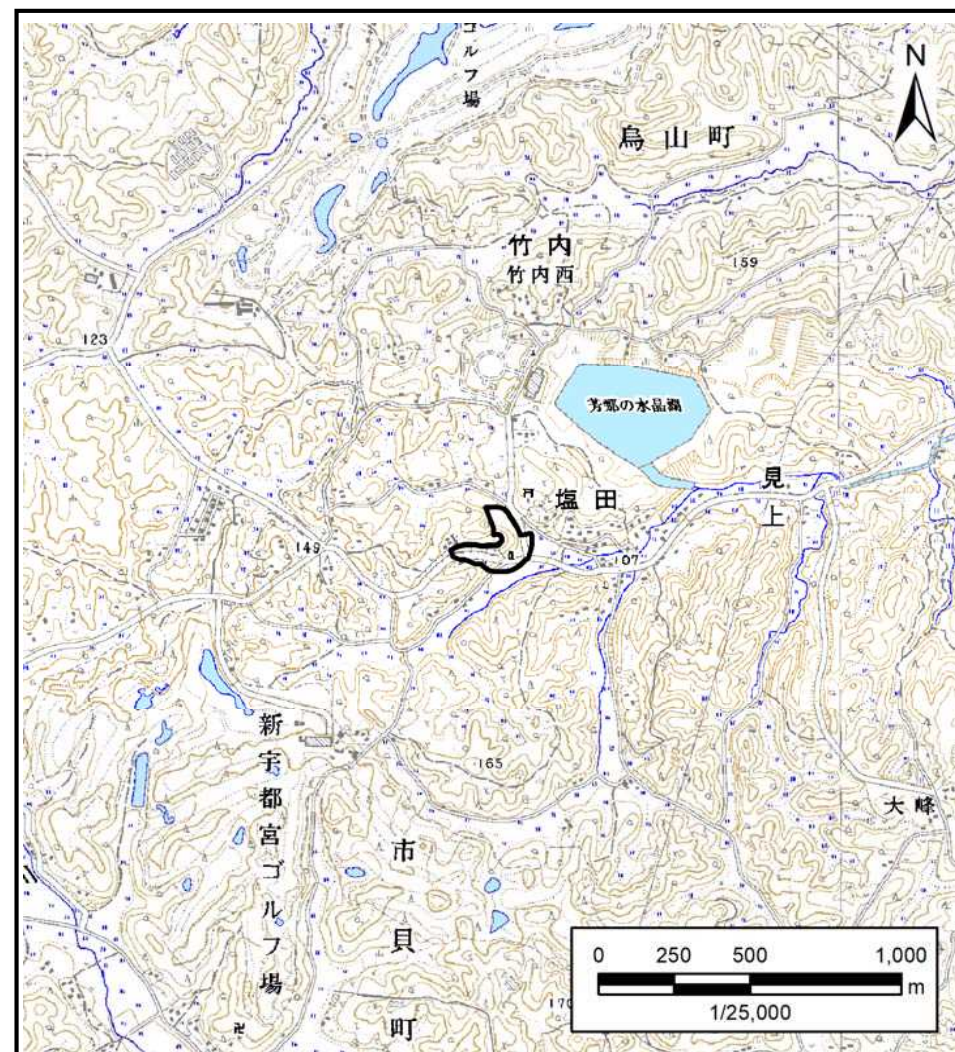 ゴルフ場
N
烏山町
竹内
竹内西
159
123
芳那の水晶湖
見上
塩田
149
107
新宇都宮ゴルフ場
165
大峰
市貝町
170
0 250 500 1,000
m
1/25,000